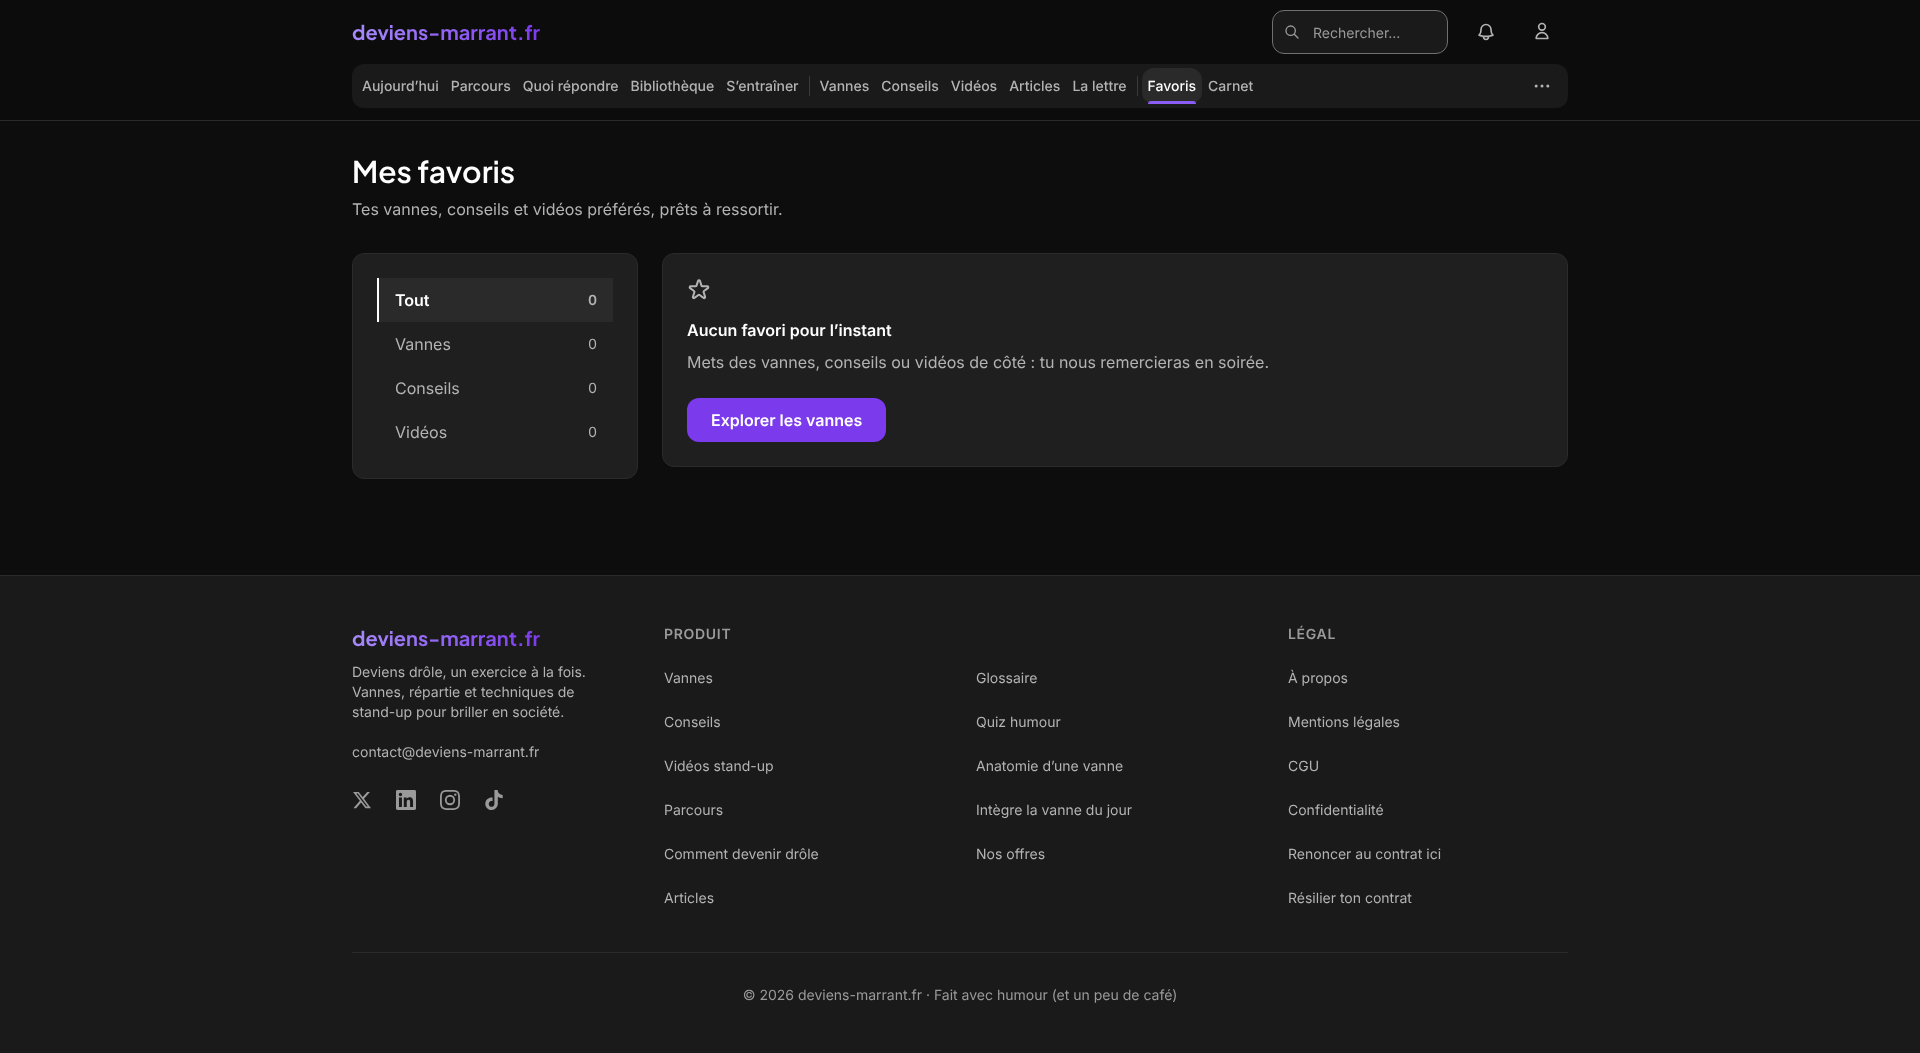 deviens-marrant.fr
Rechercher...
Aujourd’hui Parcours Quoi répondre Bibliothèque S’entraîner Vannes Conseils Vidéos Articles La lettre Favoris Carnet
Mes favoris
Tes vannes, conseils et vidéos préférés, prêts à ressortir.
Tout 0
Vannes 0
Conseils 0
Vidéos 0
Aucun favori pour l’instant
Mets des vannes, conseils ou vidéos de côté : tu nous remercieras en soirée.
Explorer les vannes
deviens-marrant.fr
Deviens drôle, un exercice à la fois.
Vannes, répartie et techniques de
stand-up pour briller en société.
contact@deviens-marrant.fr
PRODUIT
Vannes
Conseils
Vidéos stand-up
Parcours
Comment devenir drôle
Articles
Glossaire
Quiz humour
Anatomie d’une vanne
Intègre la vanne du jour
Nos offres
LÉGAL
À propos
Mentions légales
CGU
Confidentialité
Renoncer au contrat ici
Résilier ton contrat
© 2026 deviens-marrant.fr · Fait avec humour (et un peu de café)